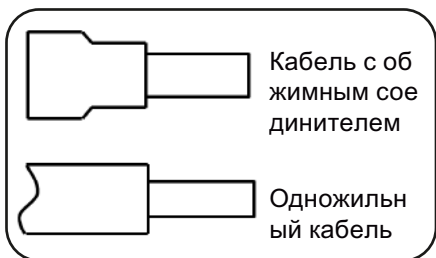 Кабель с об
жимным сое
динителем
Одножильн
ый кабель